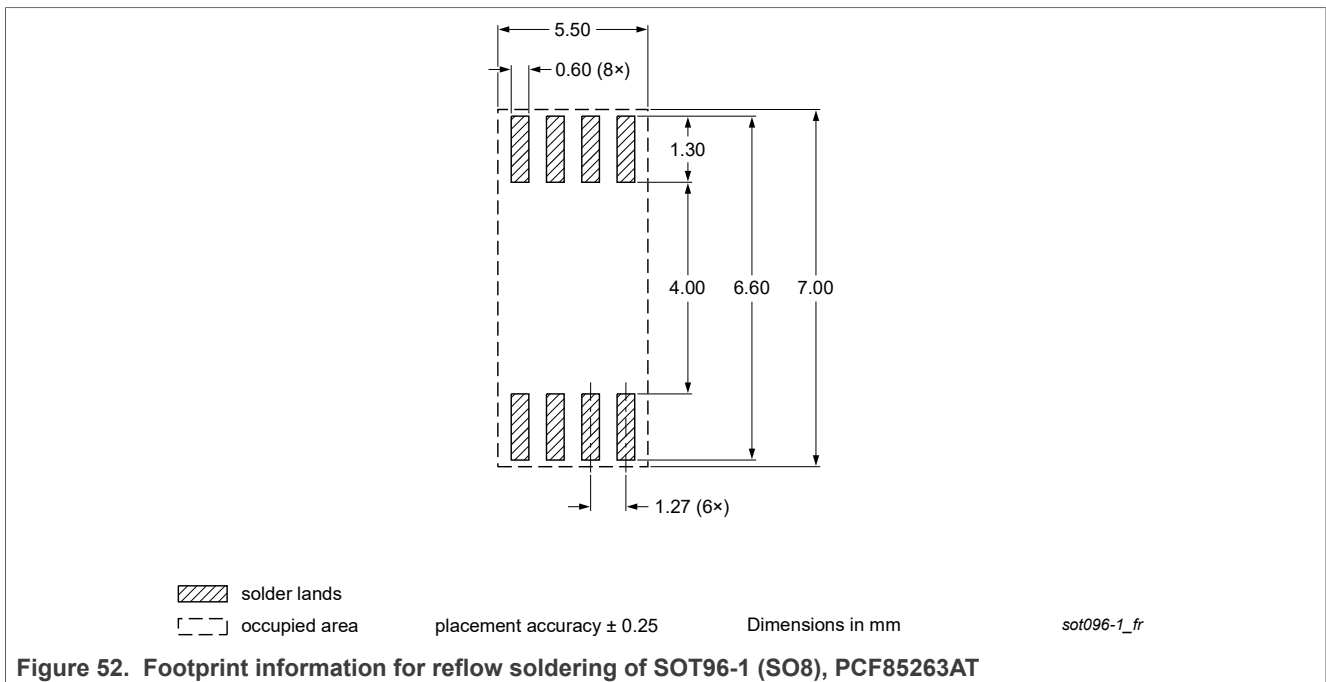 5.50
0.60 (8×)
1.30
4.00
6.60
7.00
1.27 (6×)
solder lands
occupied area
placement accuracy ± 0.25
Dimensions in mm
sot096-1_fr
Figure 52. Footprint information for reflow soldering of SOT96-1 (SO8), PCF85263AT